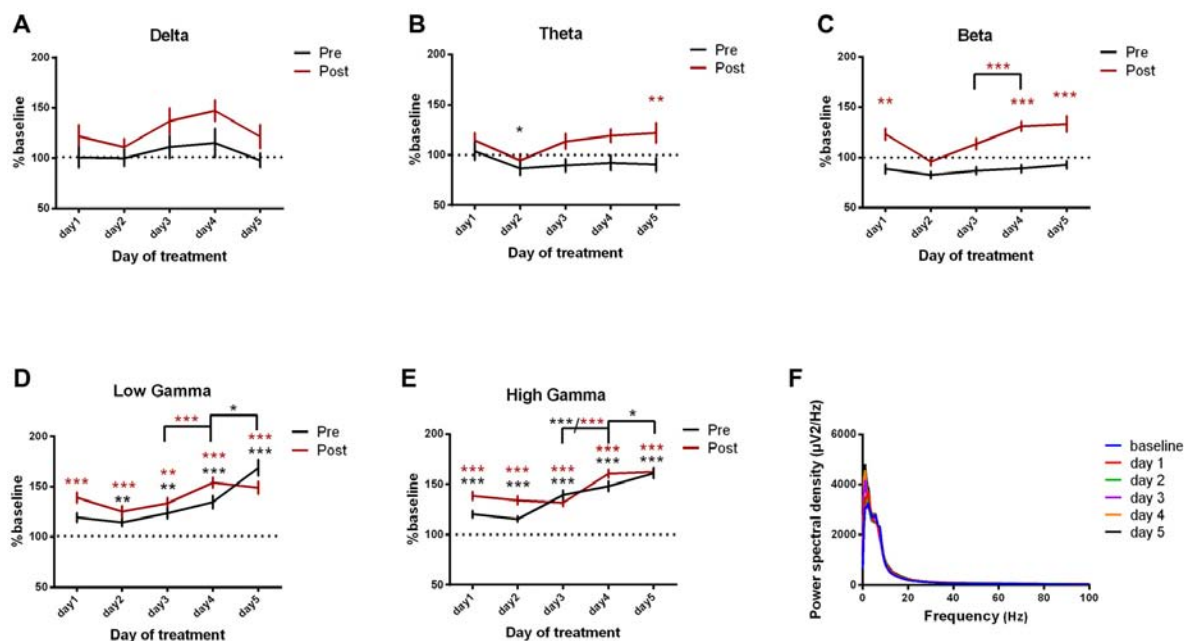 A
Delta
Pre
Post
200
150
100
50
%baseline
day1
day2
day3
day4
day5
Day of treatment
B
Theta
Pre
Post
200
150
100
50
%baseline
**
*
day1
day2
day3
day4
day5
Day of treatment
C
Beta
Pre
Post
200
150
100
50
%baseline
***
** *** ***
day1
day2
day3
day4
day5
Day of treatment
D
Low Gamma
Pre
Post
200
150
100
50
%baseline
*
***
***
*** *** ** *** ***
** ** ***
day1
day2
day3
day4
day5
Day of treatment
E
High Gamma
Pre
Post
200
150
100
50
%baseline
***/*** *
*** *** *** *** ***
*** *** *** *** ***
day1
day2
day3
day4
day5
Day of treatment
F
Power spectral density (µV2/Hz)
6000
4000
2000
0
0 20 40 60 80 100
Frequency (Hz)
baseline
day 1
day 2
day 3
day 4
day 5